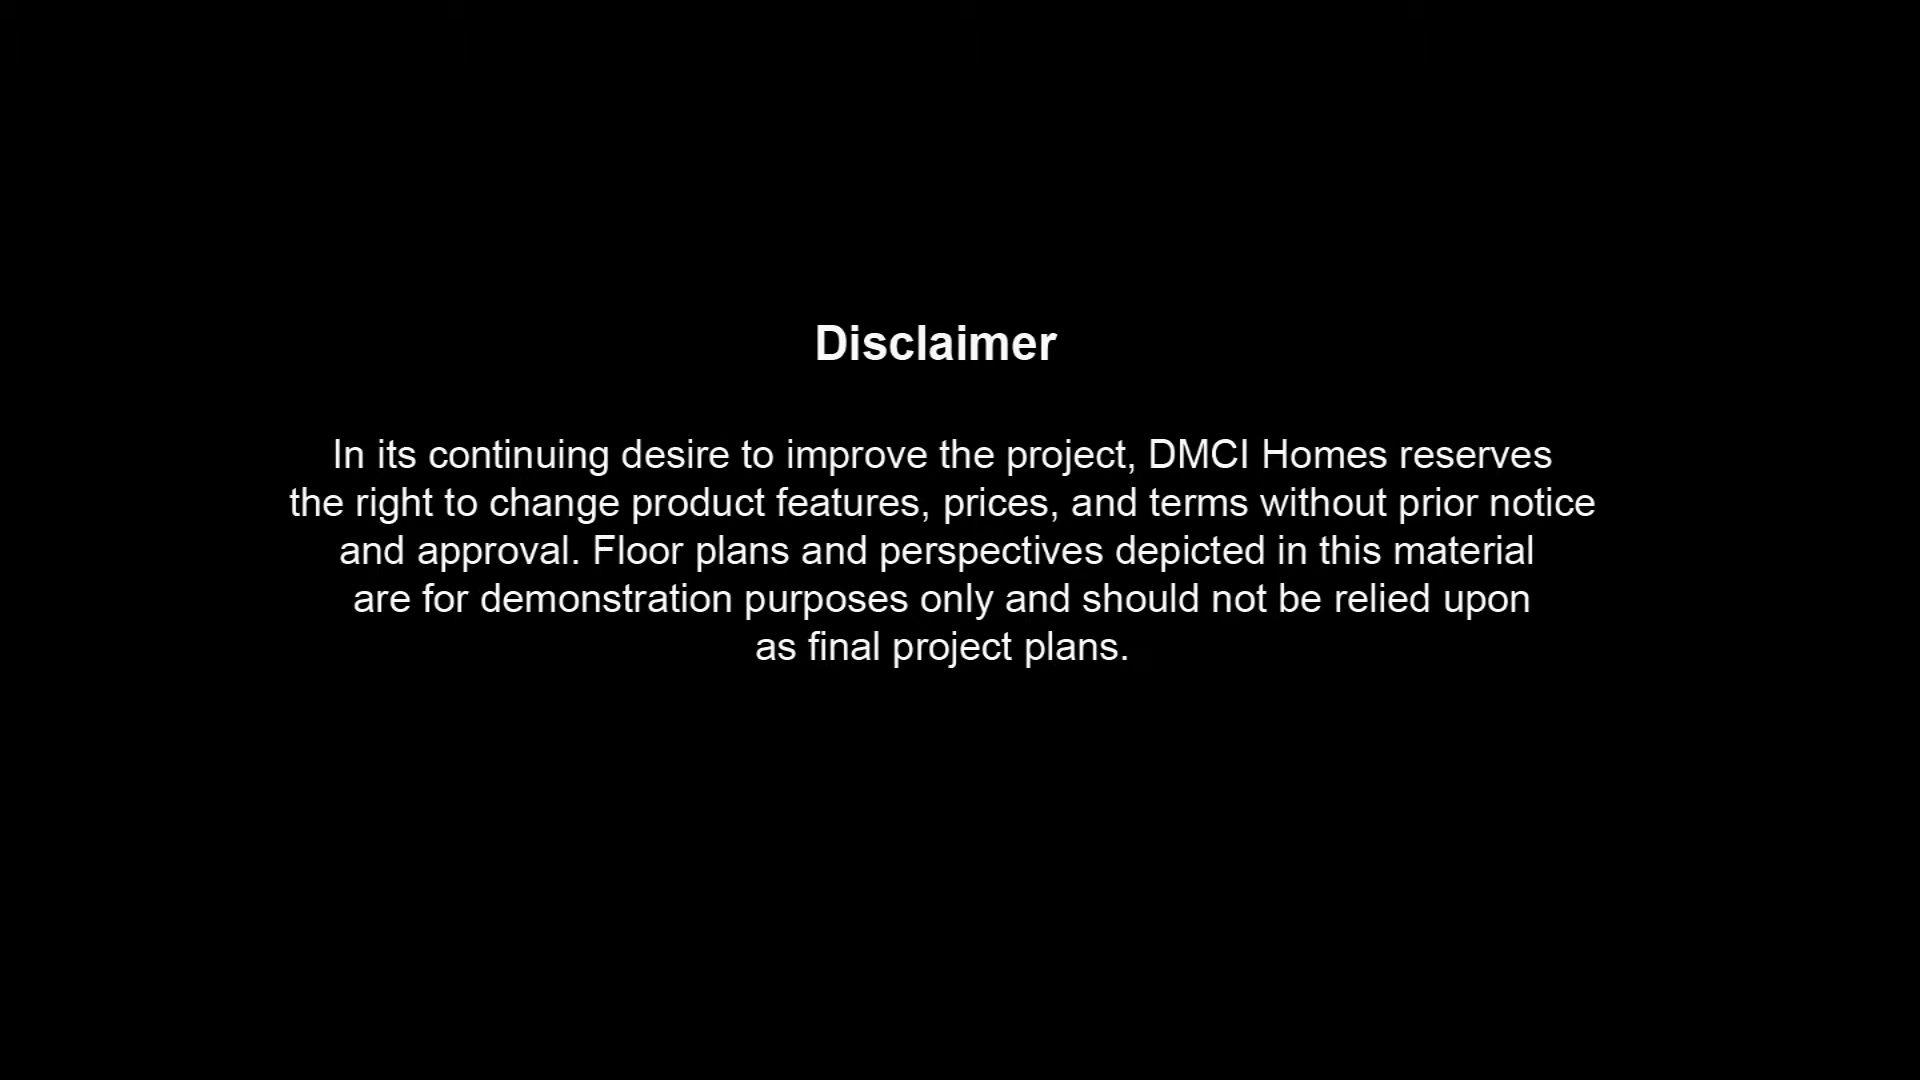 Disclaimer
In its continuing desire to improve the project, DMCI Homes reserves
the right to change product features, prices, and terms without prior notice
and approval. Floor plans and perspectives depicted in this material
are for demonstration purposes only and should not be relied upon
as final project plans.